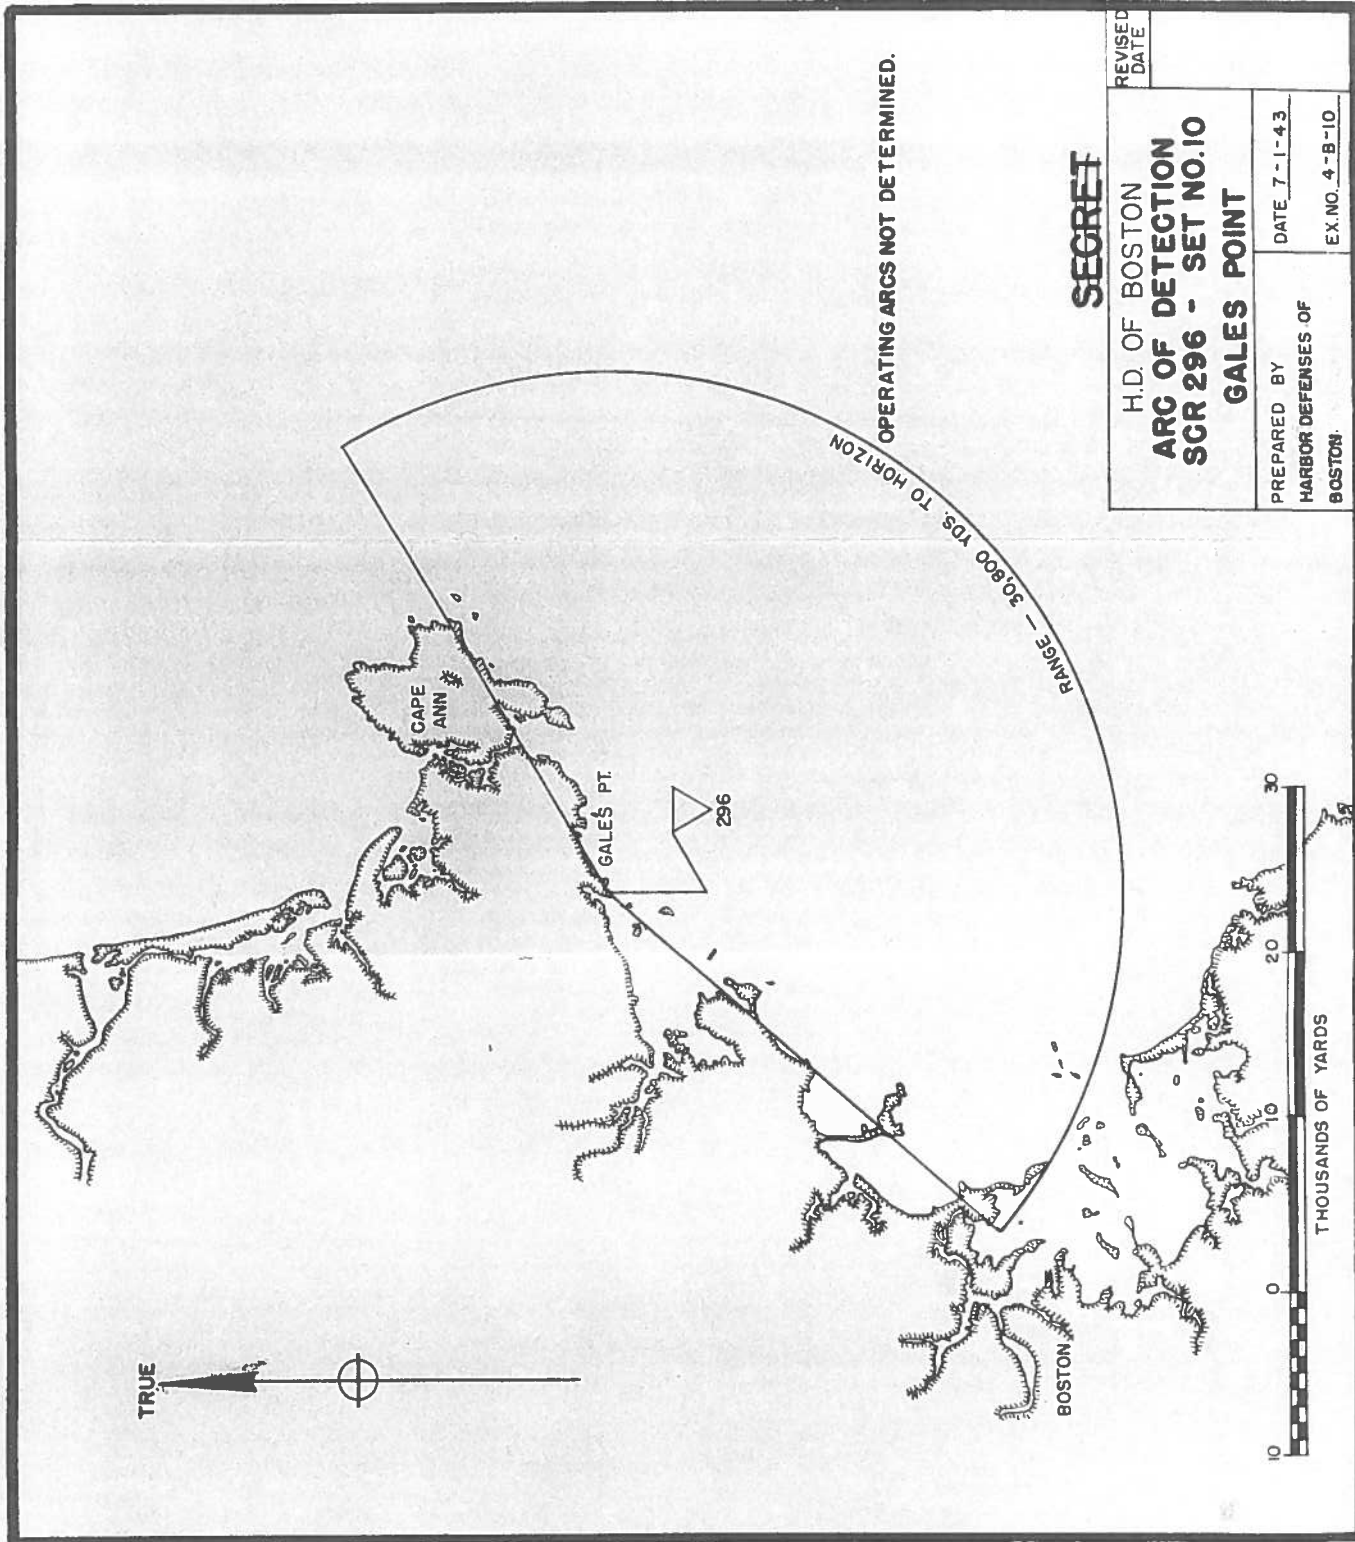 TRUE
CAPE
ANN
GALES PT.
296
BOSTON
RANGE — 30,800 YDS. TO HORIZON
OPERATING ARCS NOT DETERMINED.
10 0 10 20 30
THOUSANDS OF YARDS
SECRET
H.D. OF BOSTON
ARC OF DETECTION
SCR 296 - SET NO.10
GALES POINT
REVISED
DATE
PREPARED BY
HARBOR DEFENSES OF
BOSTON
DATE 7-1-43
EX.NO. 4-B-10